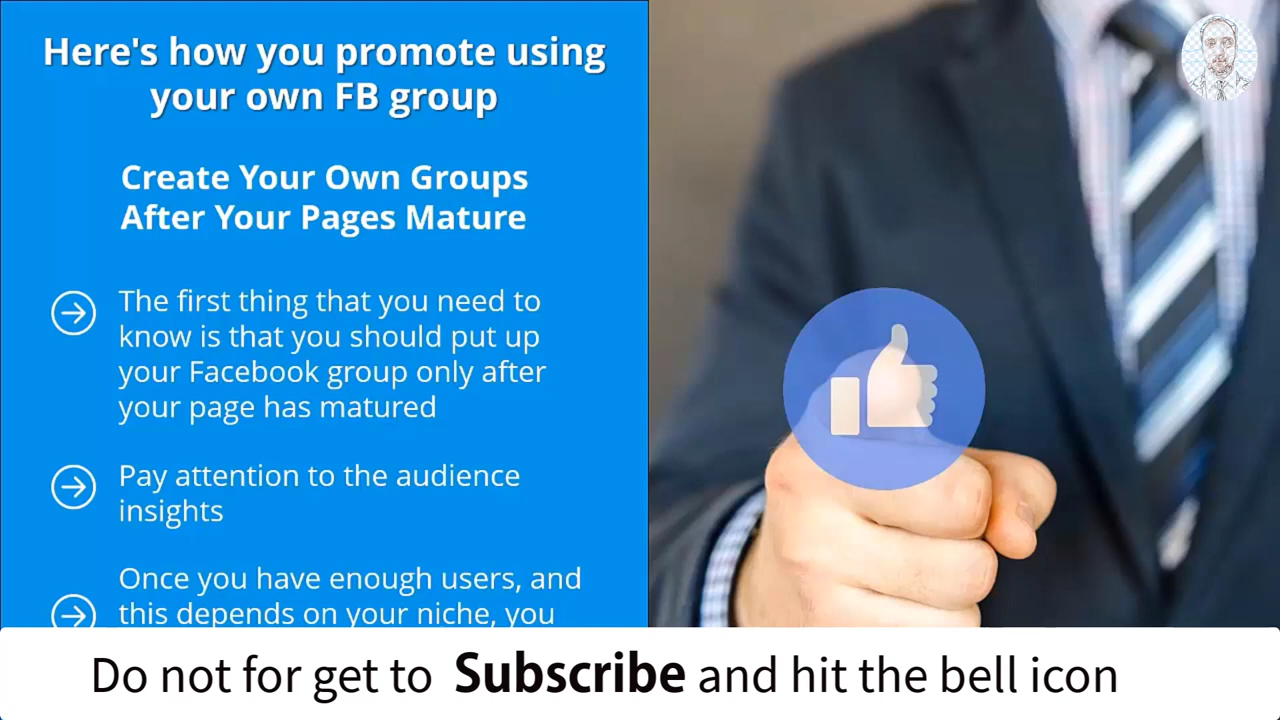 Here's how you promote using
your own FB group
Create Your Own Groups
After Your Pages Mature
The first thing that you need to
know is that you should put up
your Facebook group only after
your page has matured
Pay attention to the audience
insights
Once you have enough users, and
this depends on your niche, you
Do not for get to Subscribe and hit the bell icon